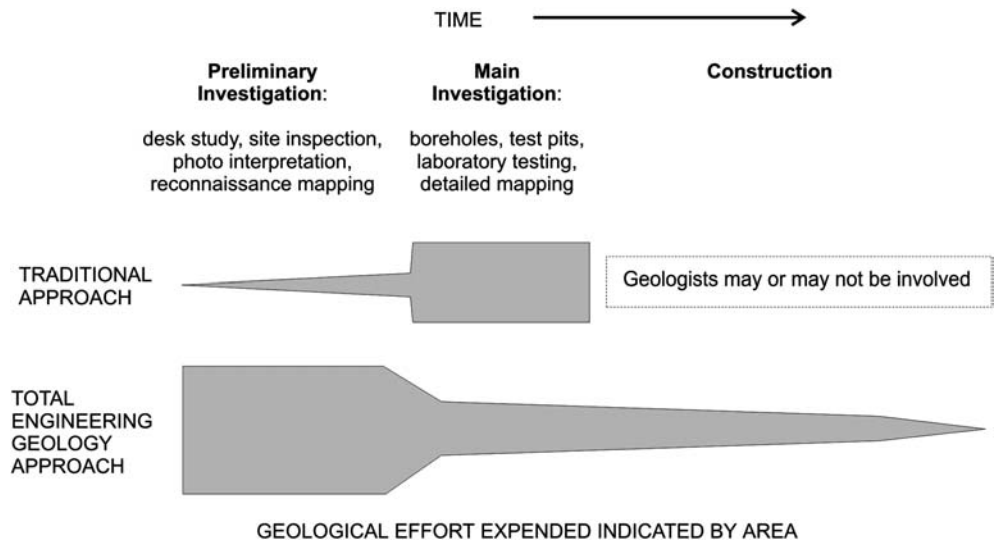 TIME
Preliminary
Investigation:
desk study, site inspection,
photo interpretation,
reconnaissance mapping
Main
Investigation:
boreholes, test pits,
laboratory testing,
detailed mapping
Construction
TRADITIONAL
APPROACH
Geologists may or may not be involved
TOTAL
ENGINEERING
GEOLOGY
APPROACH
GEOLOGICAL EFFORT EXPENDED INDICATED BY AREA